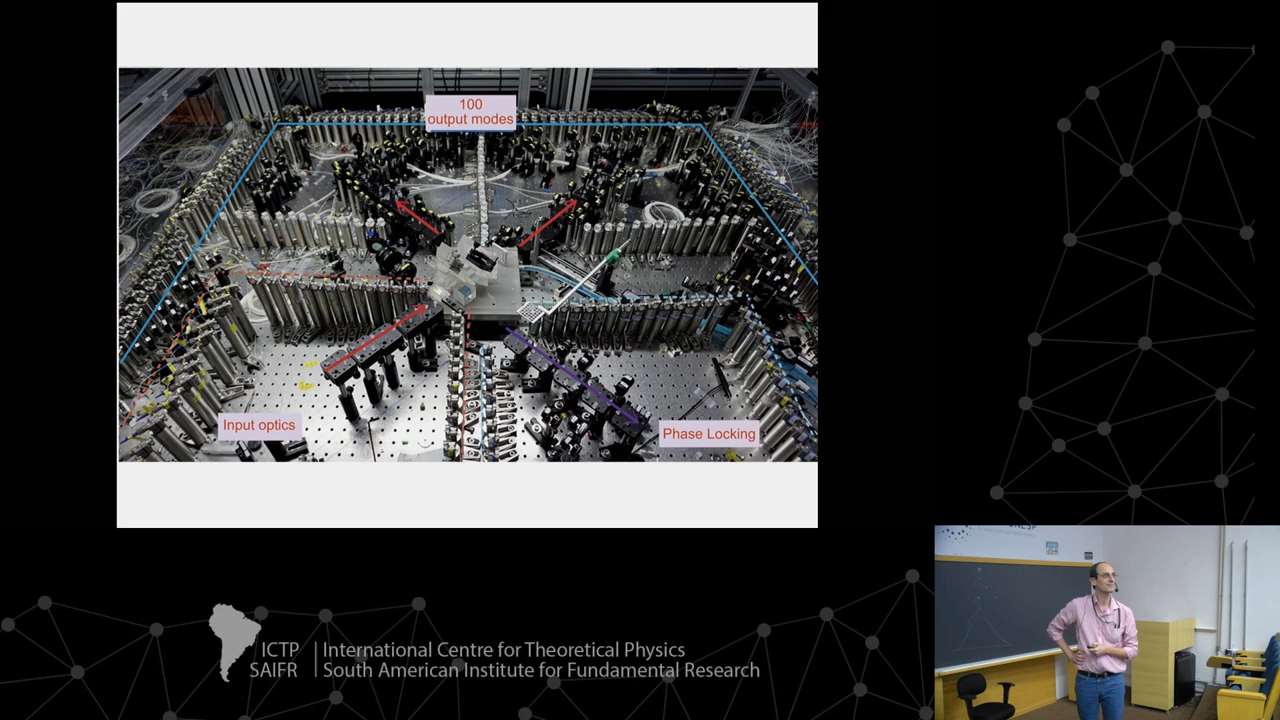 100
output modes
Input optics
Phase Locking
ICTP
SAIFR
International Centre for Theoretical Physics
South American Institute for Fundamental Research